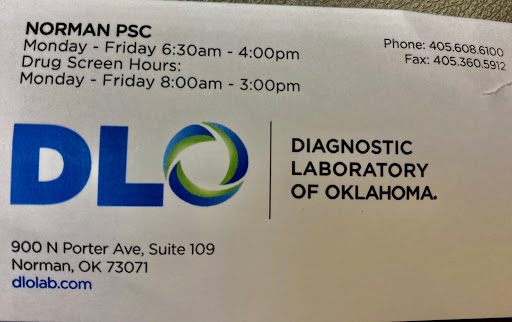 NORMAN PSC
Monday - Friday 6:30am - 4:00pm
Drug Screen Hours:
Monday - Friday 8:00am - 3:00pm
Phone: 405.608.6100
Fax: 405.360.5912
DLO
DIAGNOSTIC
LABORATORY
OF OKLAHOMA.
900 N Porter Ave, Suite 109
Norman, OK 73071
dlolab.com